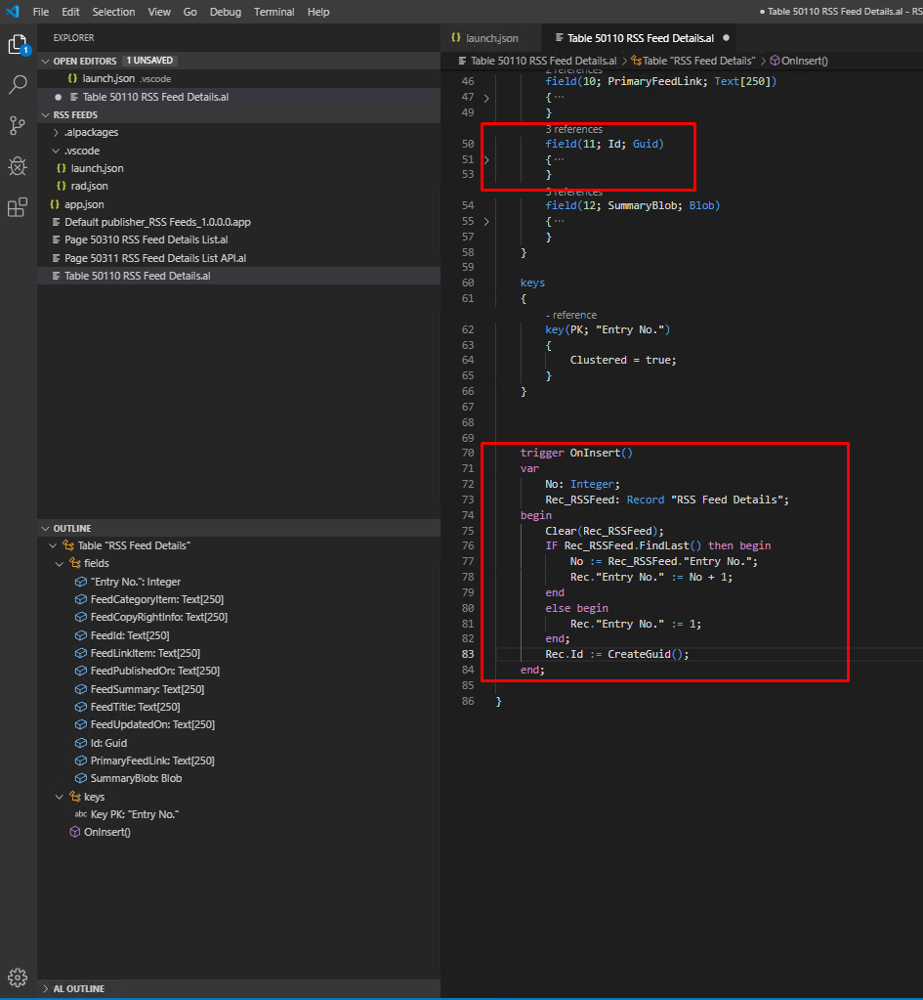 File Edit Selection View Go Debug Terminal Help
● Table 50110 RSS Feed Details.al - RS
EXPLORER
OPEN EDITORS 1 UNSAVED
{} launch.json .vscode
● Table 50110 RSS Feed Details.al
RSS FEEDS
.alpackages
.vscode
{} launch.json
{} rad.json
{} app.json
Default publisher_RSS Feeds_1.0.0.0.app
Page 50310 RSS Feed Details List.al
Page 50311 RSS Feed Details List API.al
Table 50110 RSS Feed Details.al
1
OUTLINE
Table "RSS Feed Details"
fields
"Entry No.": Integer
FeedCategoryItem: Text[250]
FeedCopyRightInfo: Text[250]
FeedId: Text[250]
FeedLinkItem: Text[250]
FeedPublishedOn: Text[250]
FeedSummary: Text[250]
FeedTitle: Text[250]
FeedUpdatedOn: Text[250]
Id: Guid
PrimaryFeedLink: Text[250]
SummaryBlob: Blob
keys
abc Key PK: "Entry No."
OnInsert()
AL OUTLINE
{} launch.json
Table 50110 RSS Feed Details.al ●
Table 50110 RSS Feed Details.al > Table "RSS Feed Details" > OnInsert()
2 references
46 field(10; PrimaryFeedLink; Text[250])
47 > { ···
49 }
3 references
50 field(11; Id; Guid)
51 > { ···
53 }
references
54 field(12; SummaryBlob; Blob)
55 > { ···
57 }
58 }
59
60 keys
61 {
- reference
62 key(PK; "Entry No.")
63 {
64 Clustered = true;
65 }
66 }
67
68
69
70 trigger OnInsert()
71 var
72 No: Integer;
73 Rec_RSSFeed: Record "RSS Feed Details";
74 begin
75 Clear(Rec_RSSFeed);
76 IF Rec_RSSFeed.FindLast() then begin
77 No := Rec_RSSFeed."Entry No.";
78 Rec."Entry No." := No + 1;
79 end
80 else begin
81 Rec."Entry No." := 1;
82 end;
83 Rec.Id := CreateGuid();
84 end;
85
86 }